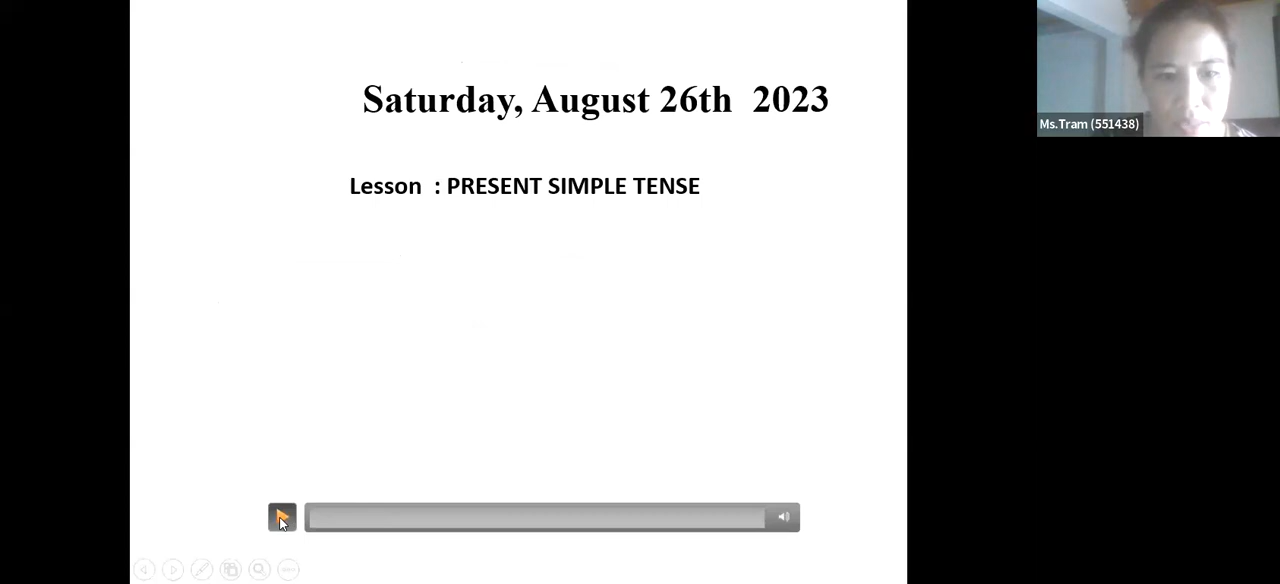 Saturday, August 26th 2023
Lesson : PRESENT SIMPLE TENSE
Ms.Tram (551438)